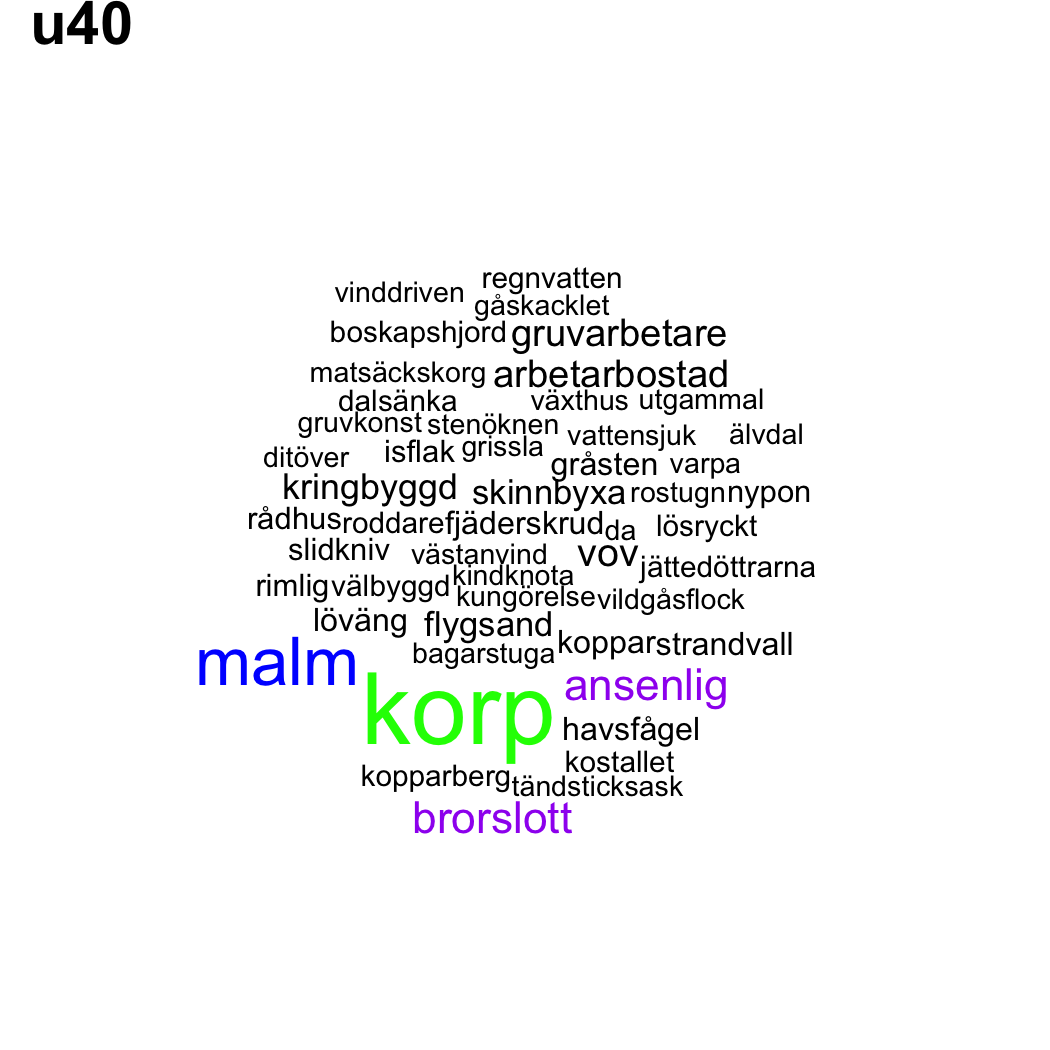 u40
regnvatten
vinddriven
gåskacklet
boskapshjord gruvarbetare
matsäckskorg arbetarbostad
dalsänka växthus utgammal
gruvkonst stenöknen vattensjuk älvdal
ditöver isflak grissla gråsten varpa
kringbyggd skinnbyxa rostugn nypon
rådhus roddare fjäderskrud da lösryckt
slidkniv västanvind vov jättedöttrarna
rimlig välbyggd kindknota
kungörelse vildgåsflock
löväng flygsand
bagarstuga koppar strandvall
malm korp ansenlig
havsfågel
kopparberg kostallet
tändsticksask
brorslott